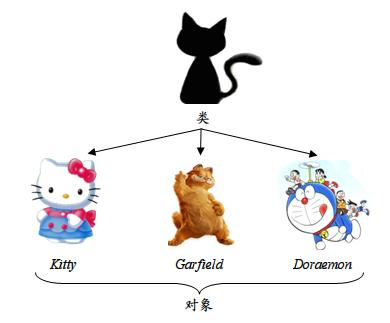 类
Kitty Garfield Doraemon
对象